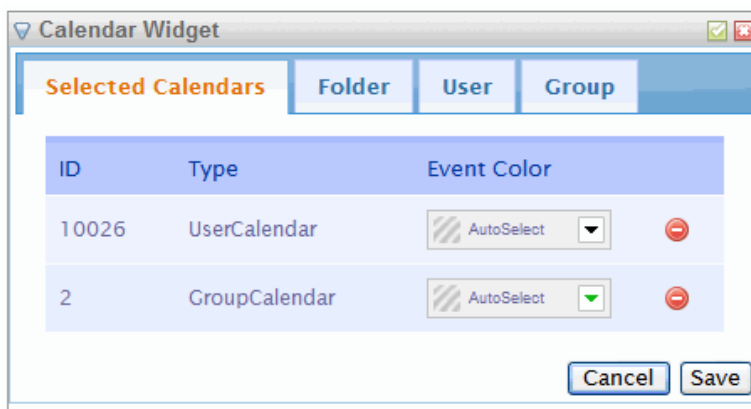 Calendar Widget
Selected Calendars Folder User Group
ID Type Event Color
10026 UserCalendar AutoSelect
2 GroupCalendar AutoSelect
Cancel Save